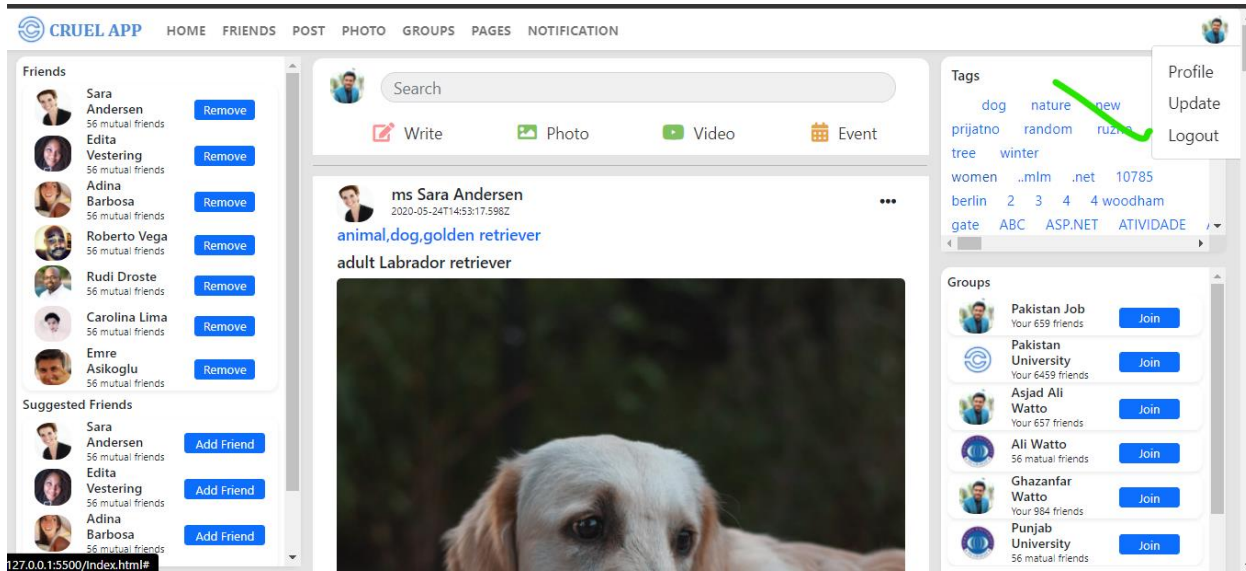 CRUEL APP HOME FRIENDS POST PHOTO GROUPS PAGES NOTIFICATION
Profile
Update
Logout
Friends
Sara
Andersen
56 mutual friends
Remove
Edita
Vestering
56 mutual friends
Remove
Adina
Barbosa
56 mutual friends
Remove
Roberto Vega
56 mutual friends
Remove
Rudi Droste
56 mutual friends
Remove
Carolina Lima
56 mutual friends
Remove
Emre
Asikoglu
56 mutual friends
Remove
Suggested Friends
Sara
Andersen
56 mutual friends
Add Friend
Edita
Vestering
56 mutual friends
Add Friend
Adina
Barbosa
56 mutual friends
Add Friend
127.0.0.1:5500/Index.html#
Search
Write Photo Video Event
ms Sara Andersen
2020-05-24T14:53:17.598Z
animal,dog,golden retriever
adult Labrador retriever
Tags
dog nature new
prijatno random
tree winter
women ..mlm .net 10785
berlin 2 3 4 4 woodham
gate ABC ASP.NET ATIVIDADE
Groups
Pakistan Job
Your 659 friends
Join
Pakistan
University
Your 6459 friends
Join
Asjad Ali
Watto
Your 657 friends
Join
Ali Watto
56 matual friends
Join
Ghazanfar
Watto
Your 984 friends
Join
Punjab
University
56 matual friends
Join